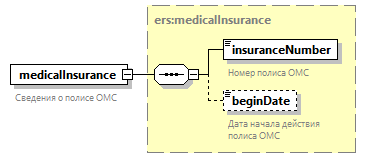 ers:medicalInsurance
insuranceNumber
Номер полиса ОМС
medicalInsurance
Сведения о полисе ОМС
beginDate
Дата начала действия
полиса ОМС